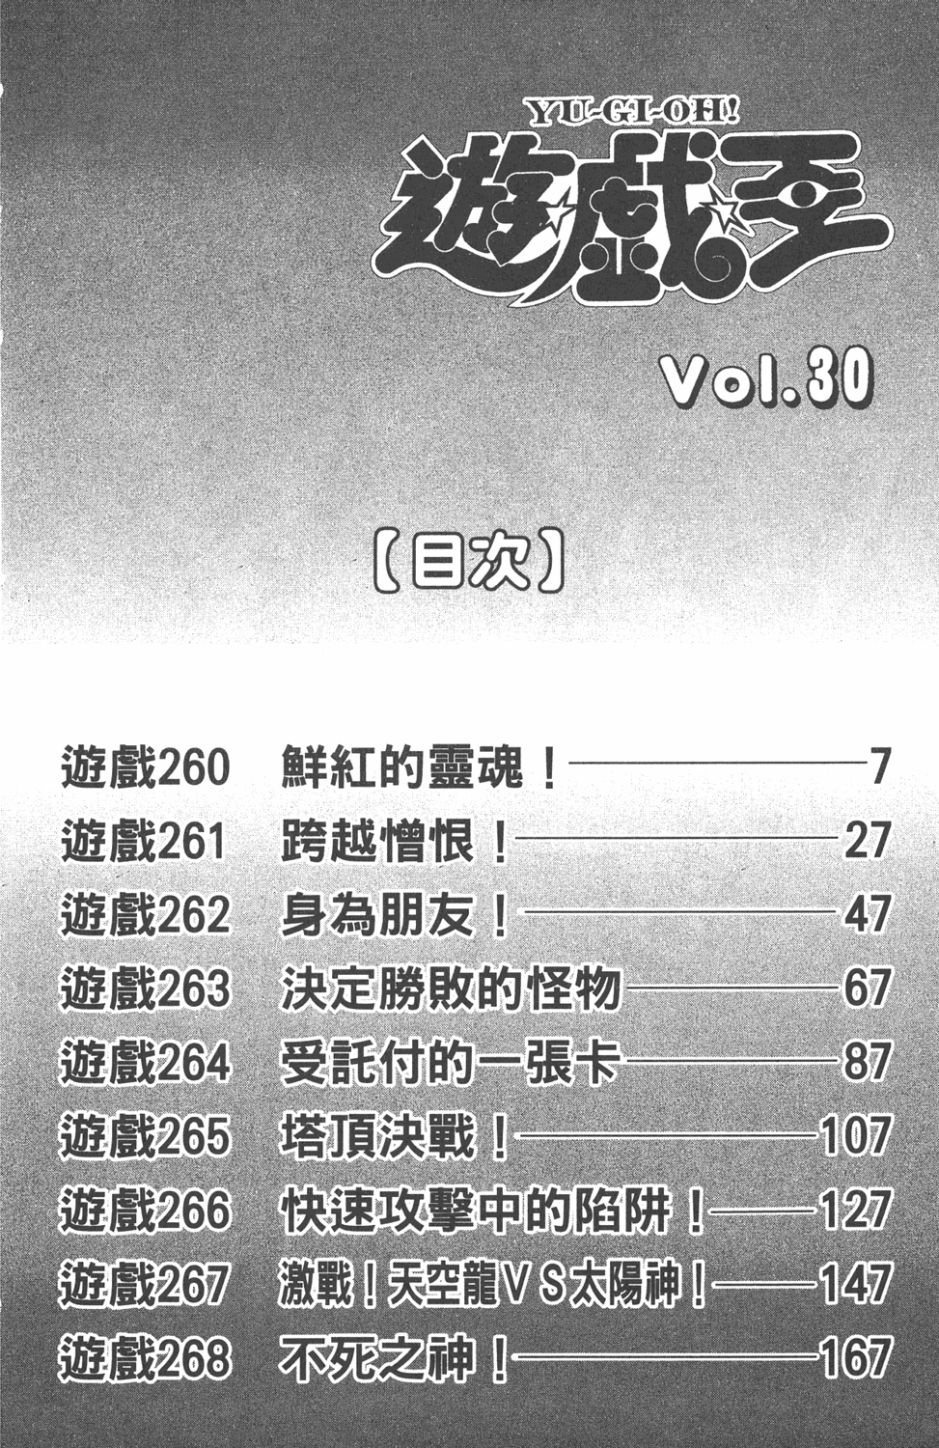 YU-GI-OH!
遊戲王
Vol.30
【目次】
遊戲260 鮮紅的靈魂！ 7
遊戲261 跨越憎恨！ 27
遊戲262 身為朋友！ 47
遊戲263 決定勝敗的怪物 67
遊戲264 受託付的一張卡 87
遊戲265 塔頂決戰！ 107
遊戲266 快速攻擊中的陷阱！ 127
遊戲267 激戰！天空龍ＶＳ太陽神！ 147
遊戲268 不死之神！ 167